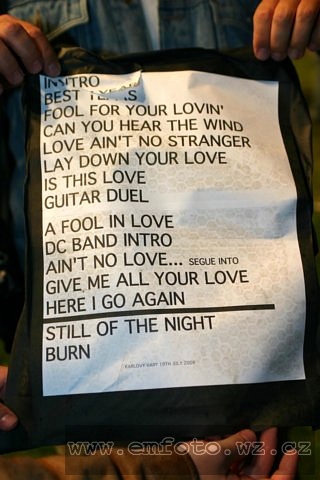 INSTRO
BEST YEARS
FOOL FOR YOUR LOVIN'
CAN YOU HEAR THE WIND
LOVE AIN'T NO STRANGER
LAY DOWN YOUR LOVE
IS THIS LOVE
GUITAR DUEL
A FOOL IN LOVE
DC BAND INTRO
AIN'T NO LOVE... SEGUE INTO
GIVE ME ALL YOUR LOVE
HERE I GO AGAIN
STILL OF THE NIGHT
BURN
KARLOVY VARY 19TH JULY 2008
www.emfoto.wz.cz